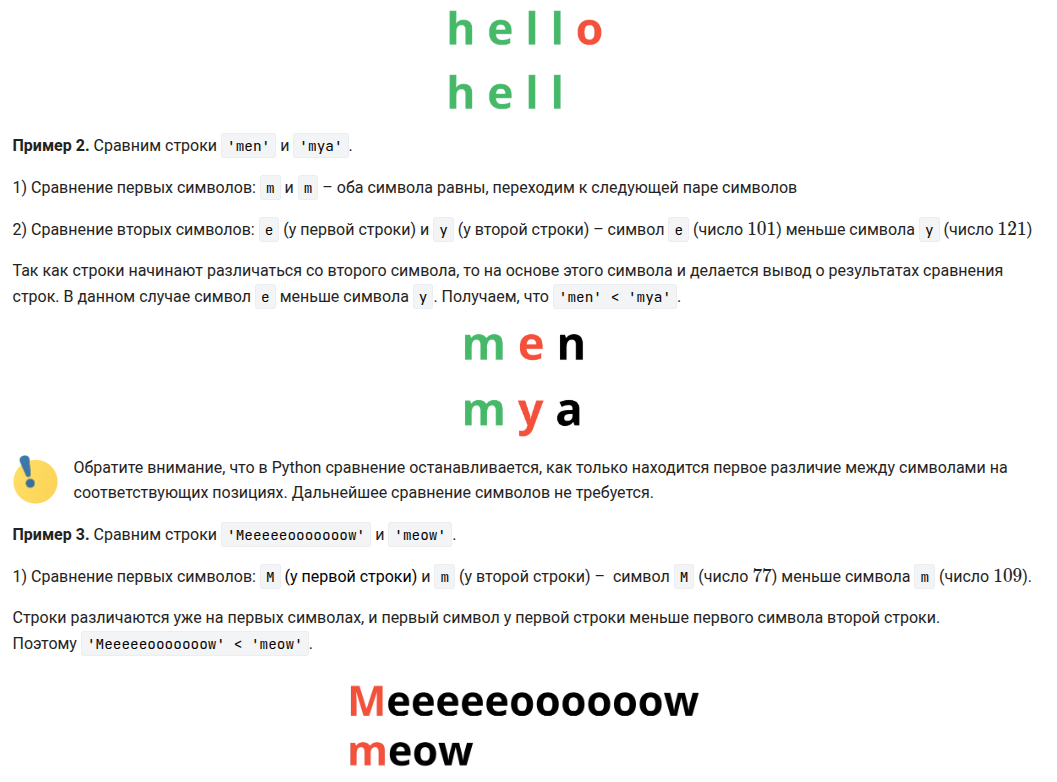 h e l l o
h e l l
Пример 2. Сравним строки 'men' и 'mya'.
1) Сравнение первых символов: m и m – оба символа равны, переходим к следующей паре символов
2) Сравнение вторых символов: e (у первой строки) и y (у второй строки) – символ e (число 101) меньше символа y (число 121)
Так как строки начинают различаться со второго символа, то на основе этого символа и делается вывод о результатах сравнения
строк. В данном случае символ e меньше символа y. Получаем, что 'men' < 'mya'.
m e n
m y a
Обратите внимание, что в Python сравнение останавливается, как только находится первое различие между символами на
соответствующих позициях. Дальнейшее сравнение символов не требуется.
Пример 3. Сравним строки 'Meeeeeooooooow' и 'meow'.
1) Сравнение первых символов: M (у первой строки) и m (у второй строки) – символ M (число 77) меньше символа m (число 109).
Строки различаются уже на первых символах, и первый символ у первой строки меньше первого символа второй строки.
Поэтому 'Meeeeeooooooow' < 'meow'.
Meeeeeooooooow
meow